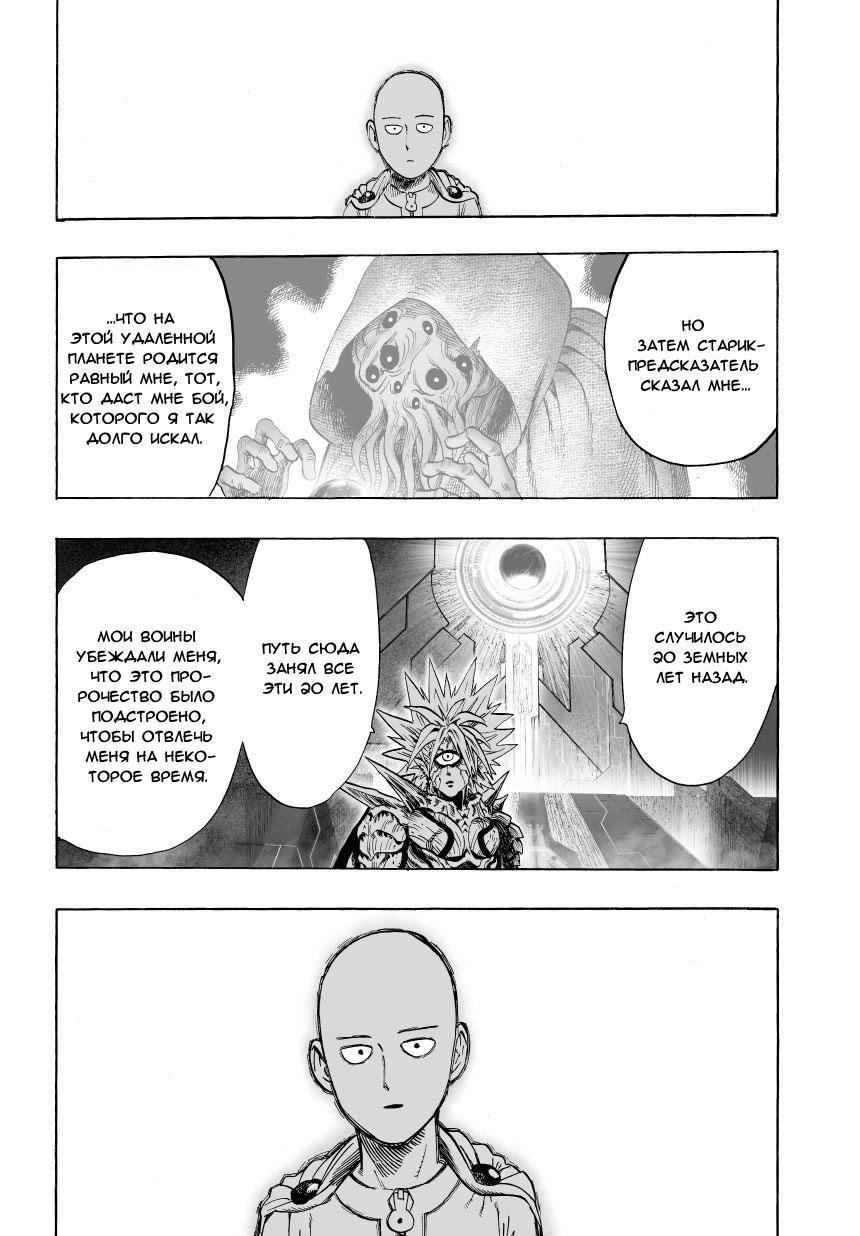 НО
ЗАТЕМ СТАРИК-
ПРЕДСКАЗАТЕЛЬ
СКАЗАЛ МНЕ...
...ЧТО НА
ЭТОЙ УДАЛЕННОЙ
ПЛАНЕТЕ РОДИТСЯ
РАВНЫЙ МНЕ, ТОТ,
КТО ДАСТ МНЕ БОЙ,
КОТОРОГО Я ТАК
ДОЛГО ИСКАЛ.
ЭТО
СЛУЧИЛОСЬ
20 ЗЕМНЫХ
ЛЕТ НАЗАД.
ПУТЬ СЮДА
ЗАНЯЛ ВСЕ
ЭТИ 20 ЛЕТ.
МОИ ВОИНЫ
УБЕЖДАЛИ МЕНЯ,
ЧТО ЭТО ПРО-
РОЧЕСТВО БЫЛО
ПОДСТРОЕНО,
ЧТОБЫ ОТВЛЕЧЬ
МЕНЯ НА НЕКО-
ТОРОЕ ВРЕМЯ.